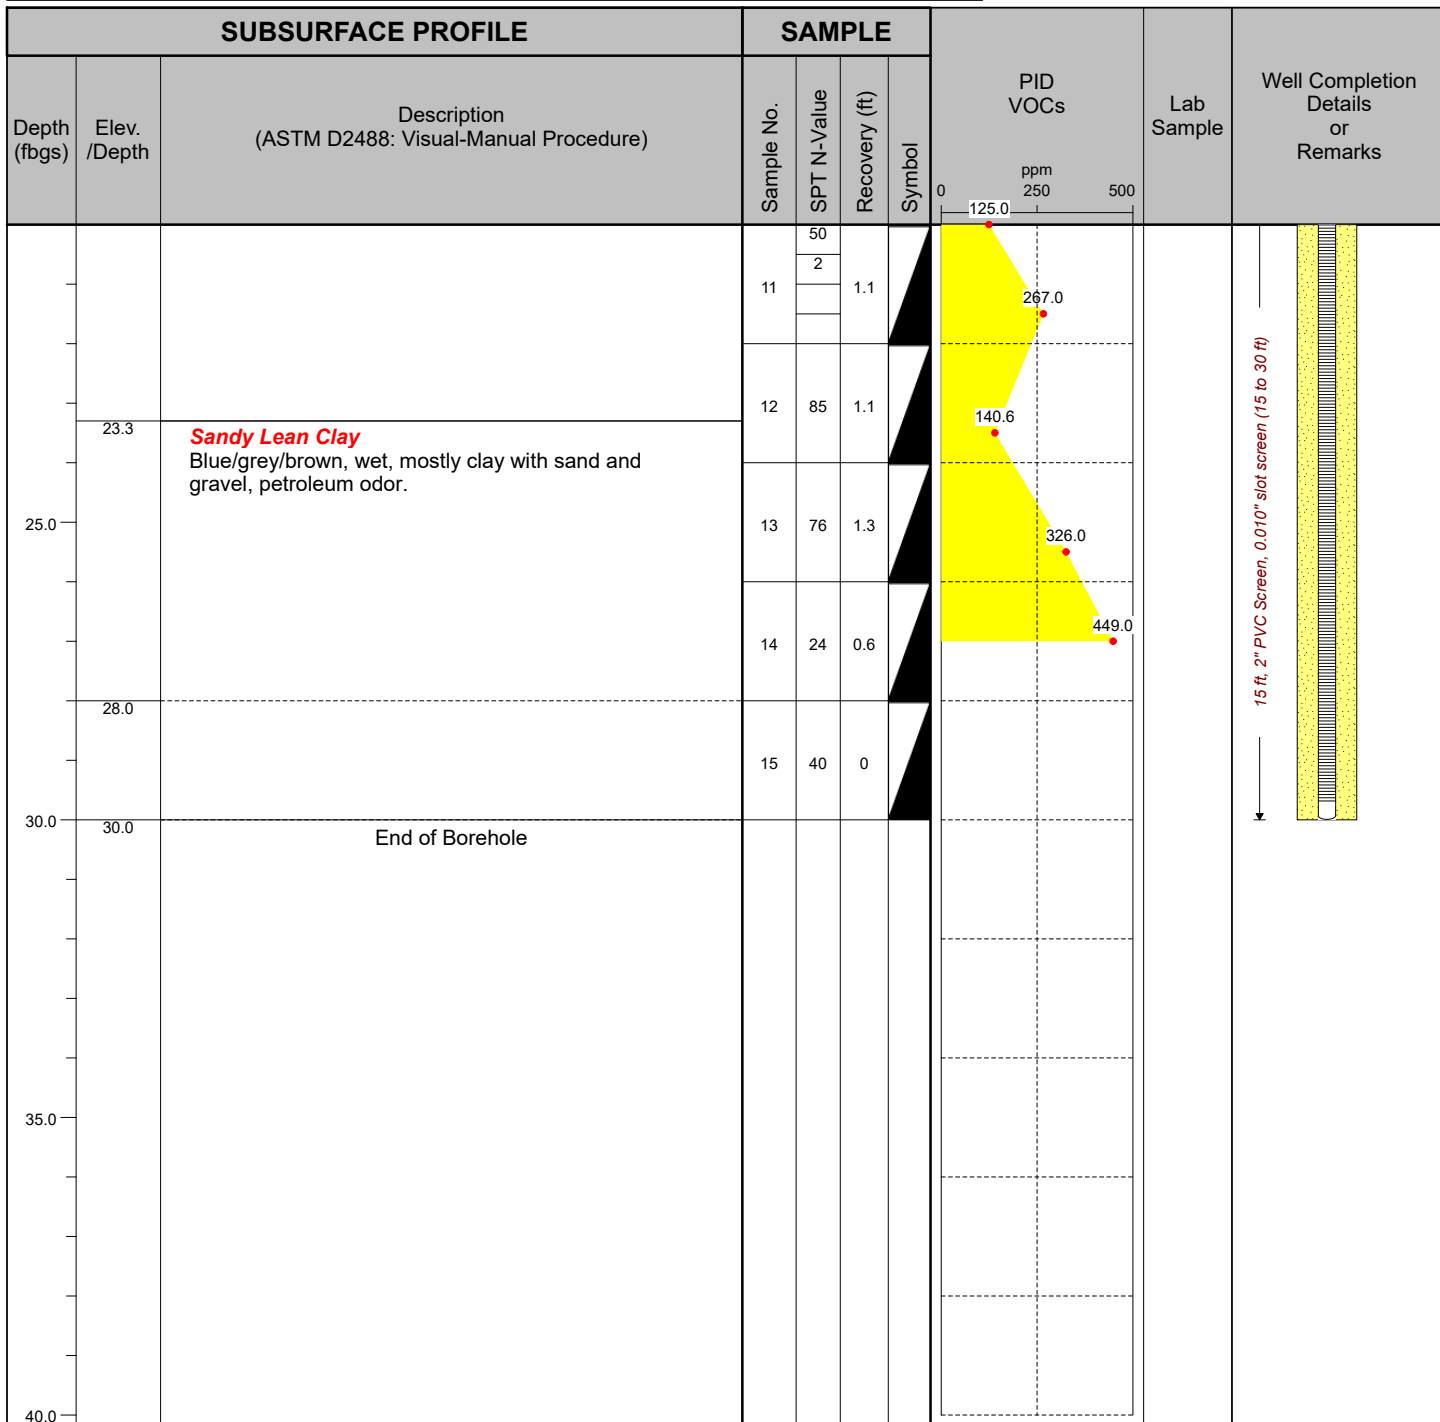 SUBSURFACE PROFILE
SAMPLE
Depth
(fbgs)
Elev.
/Depth
Description
(ASTM D2488: Visual-Manual Procedure)
Sample No.
SPT N-Value
Recovery (ft)
Symbol
PID
VOCs
ppm
0 250 500
Lab
Sample
Well Completion
Details
or
Remarks
125.0
50
2
11 1.1
267.0
12 85 1.1
140.6
23.3
Sandy Lean Clay
Blue/grey/brown, wet, mostly clay with sand and
gravel, petroleum odor.
25.0
13 76 1.3
326.0
14 24 0.6
449.0
28.0
15 40 0
30.0
30.0
End of Borehole
15 ft, 2" PVC Screen, 0.010" slot screen (15 to 30 ft)
35.0
40.0